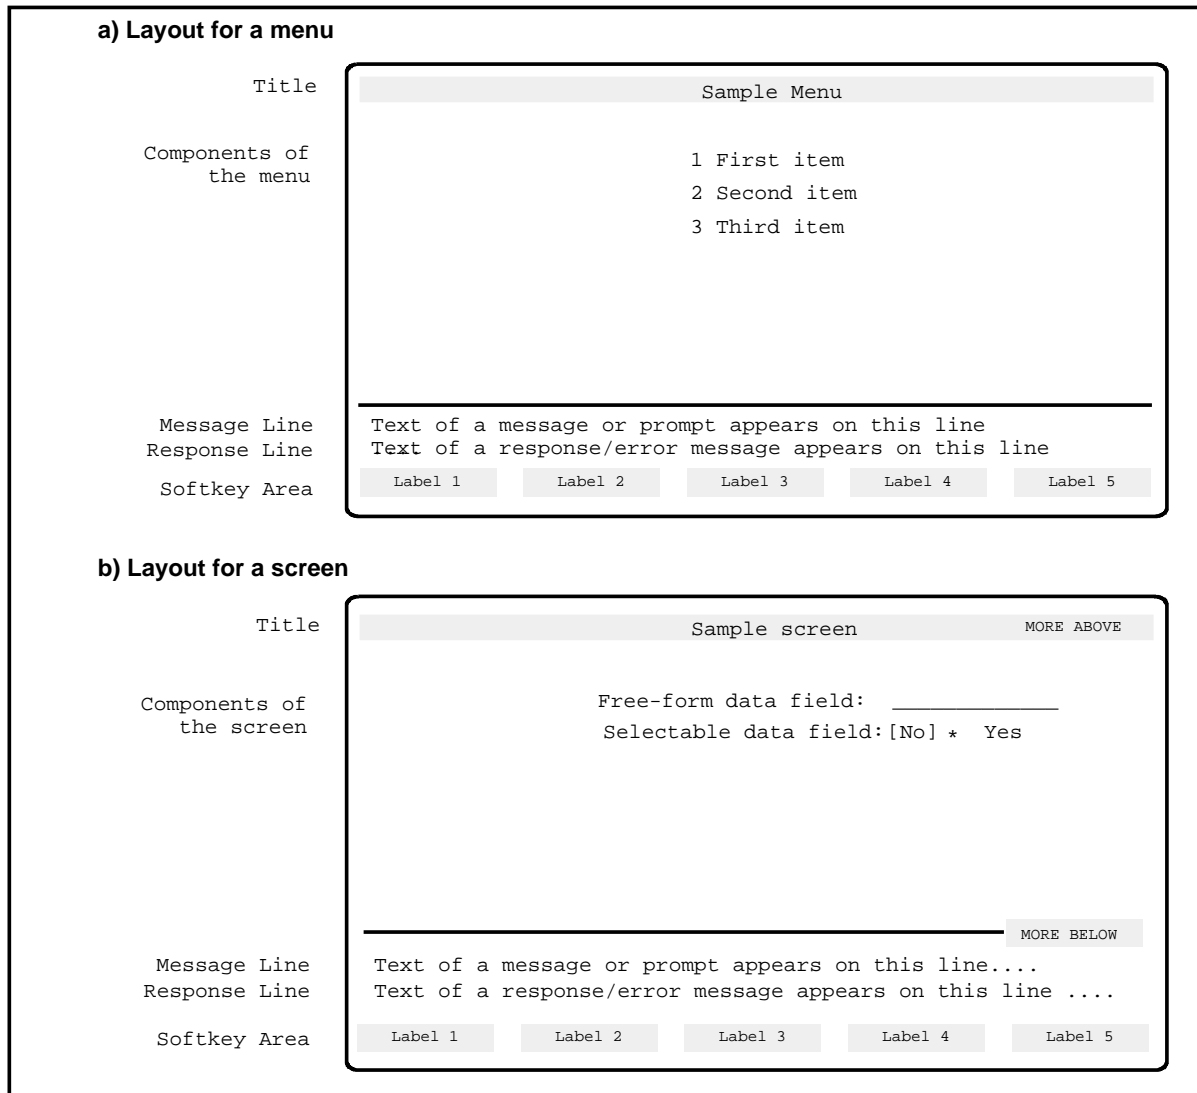 a) Layout for a menu
Title
Sample Menu
Components of
the menu
1 First item
2 Second item
3 Third item
Message Line
Text of a message or prompt appears on this line
Response Line
Text of a response/error message appears on this line
Softkey Area
Label 1 Label 2 Label 3 Label 4 Label 5
b) Layout for a screen
Title
Sample screen MORE ABOVE
Components of
the screen
Free-form data field: _____________
Selectable data field:[No] * Yes
MORE BELOW
Message Line
Text of a message or prompt appears on this line....
Response Line
Text of a response/error message appears on this line ....
Softkey Area
Label 1 Label 2 Label 3 Label 4 Label 5